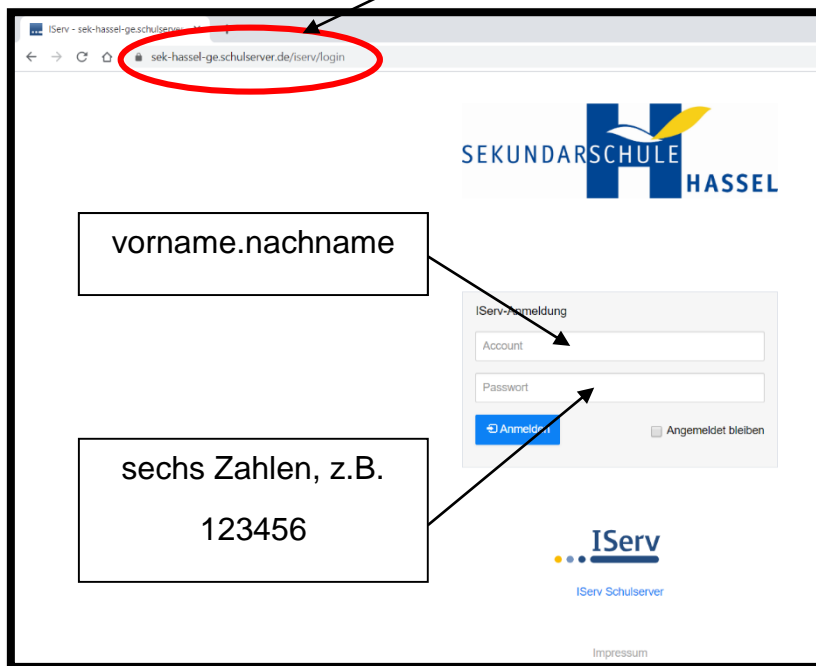 IServ - sek-hassel-ge.schulserver
sek-hassel-ge.schulserver.de/iserv/login
SEKUNDARSCHULE
HASSEL
vorname.nachname
IServ-Anmeldung
Account
Passwort
Anmelden
Angemeldet bleiben
sechs Zahlen, z.B.
123456
IServ
IServ Schulserver
Impressum